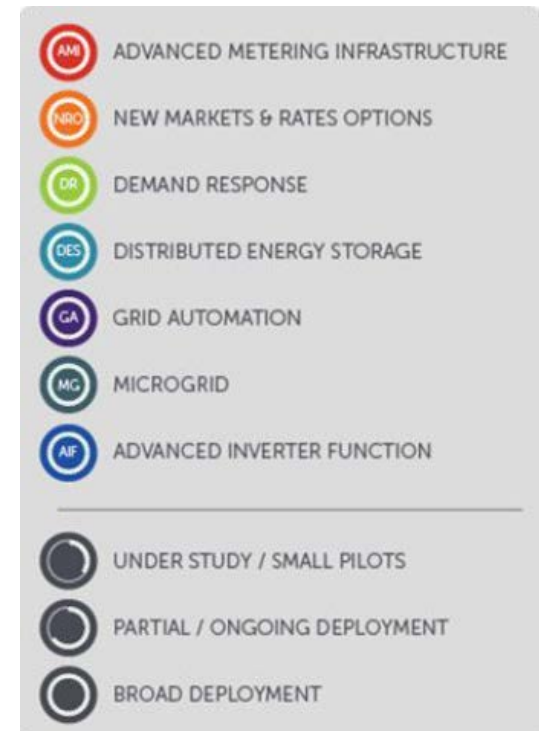 AMI ADVANCED METERING INFRASTRUCTURE
NRO NEW MARKETS & RATES OPTIONS
DR DEMAND RESPONSE
DES DISTRIBUTED ENERGY STORAGE
GA GRID AUTOMATION
MG MICROGRID
AIF ADVANCED INVERTER FUNCTION
UNDER STUDY / SMALL PILOTS
PARTIAL / ONGOING DEPLOYMENT
BROAD DEPLOYMENT